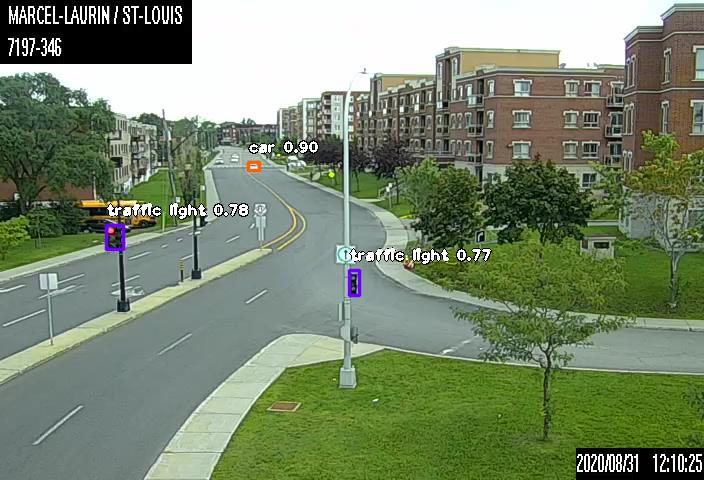 MARCEL-LAURIN / ST-LOUIS
7197-346
car 0.90
traffic light 0.78
traffic light 0.77
2020/08/31 12:10:25